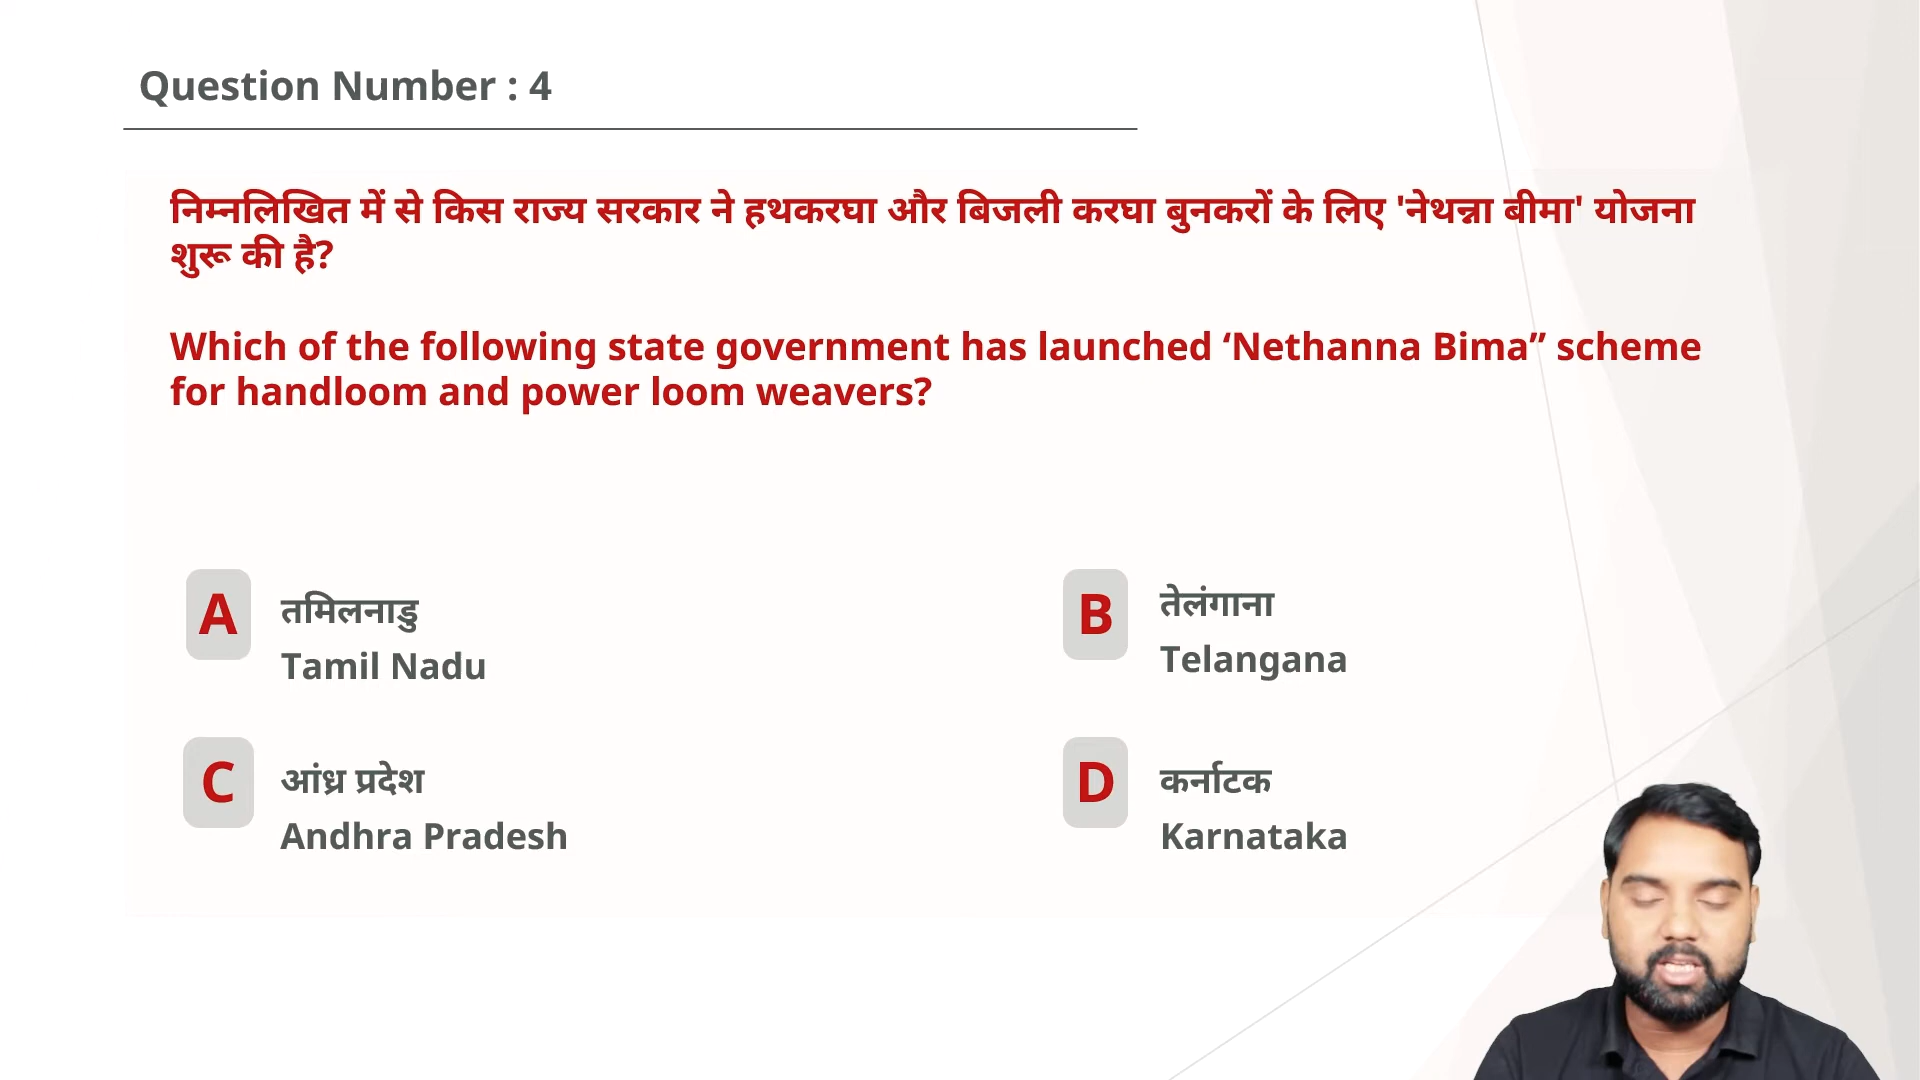 Question Number : 4
निम्नलिखित में से किस राज्य सरकार ने हथकरघा और बिजली करघा बुनकरों के लिए 'नेथन्ना बीमा' योजना
शुरू की है?
Which of the following state government has launched ‘Nethanna Bima” scheme
for handloom and power loom weavers?
A
तमिलनाडु
Tamil Nadu
B
तेलंगाना
Telangana
C
आंध्र प्रदेश
Andhra Pradesh
D
कर्नाटक
Karnataka